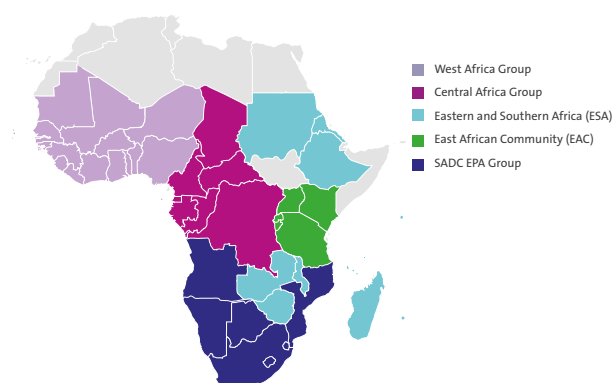 West Africa Group
Central Africa Group
Eastern and Southern Africa (ESA)
East African Community (EAC)
SADC EPA Group